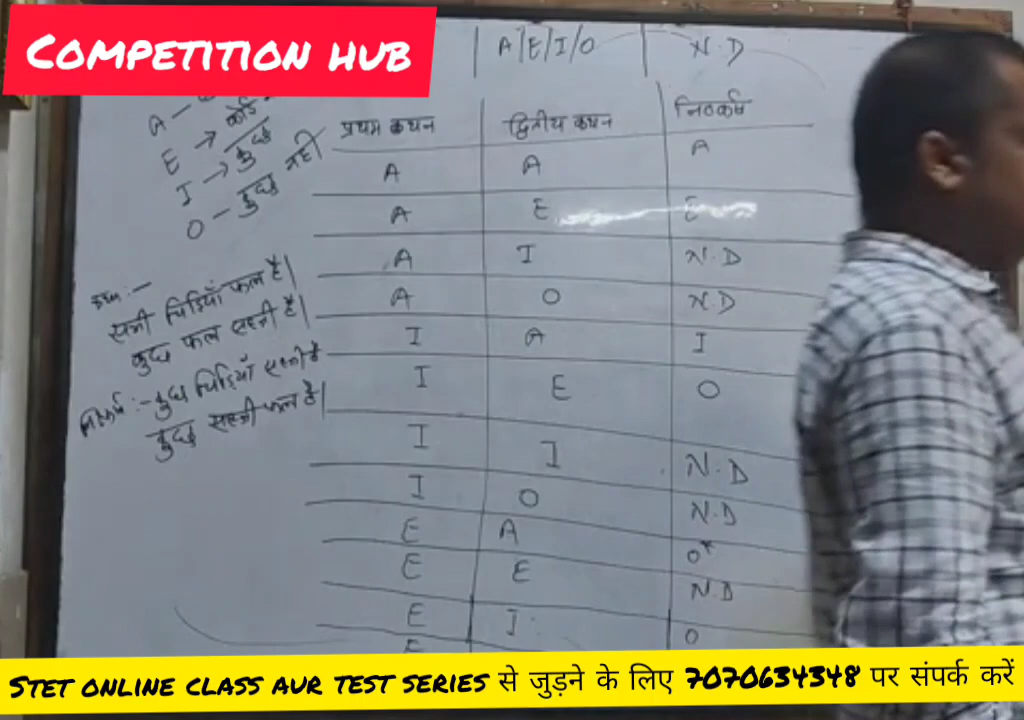 COMPETITION HUB
A/E/I/O N.D
A –
E → कोई
I → कुछ
O – कुछ नहीं
प्रथम कथन द्वितीय कथन निष्कर्ष
A A A
A E E
A I N.D
A O N.D
I A I
I E O
I I N.D
I O N.D
E A O*
E E N.D
E I O
E
:–
सभी चिड़ियाँ फल है|
कुछ फल सब्जी है|
निष्कर्ष :– कुछ चिड़ियाँ सब्जी है
कुछ सब्जी फल है|
STET ONLINE CLASS AUR TEST SERIES से जुड़ने के लिए 7070634348 पर संपर्क करें